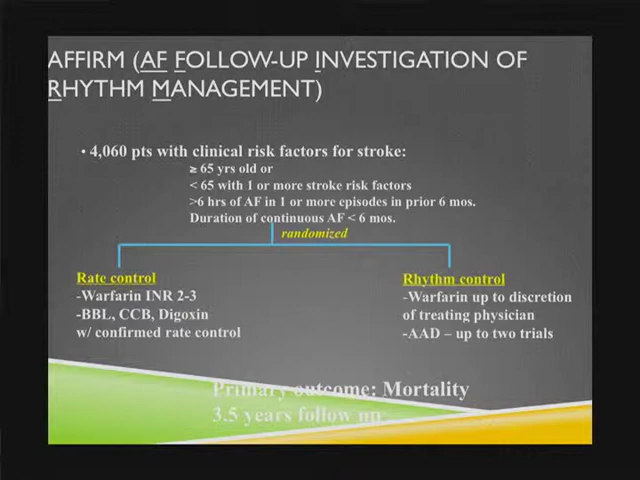 AFFIRM (AF FOLLOW-UP INVESTIGATION OF
RHYTHM MANAGEMENT)
• 4,060 pts with clinical risk factors for stroke:
≥ 65 yrs old or
< 65 with 1 or more stroke risk factors
>6 hrs of AF in 1 or more episodes in prior 6 mos.
Duration of continuous AF < 6 mos.
randomized
Rate control
-Warfarin INR 2-3
-BBL, CCB, Digoxin
w/ confirmed rate control
Rhythm control
-Warfarin up to discretion
of treating physician
-AAD – up to two trials
Primary outcome: Mortality
3.5 years follow up